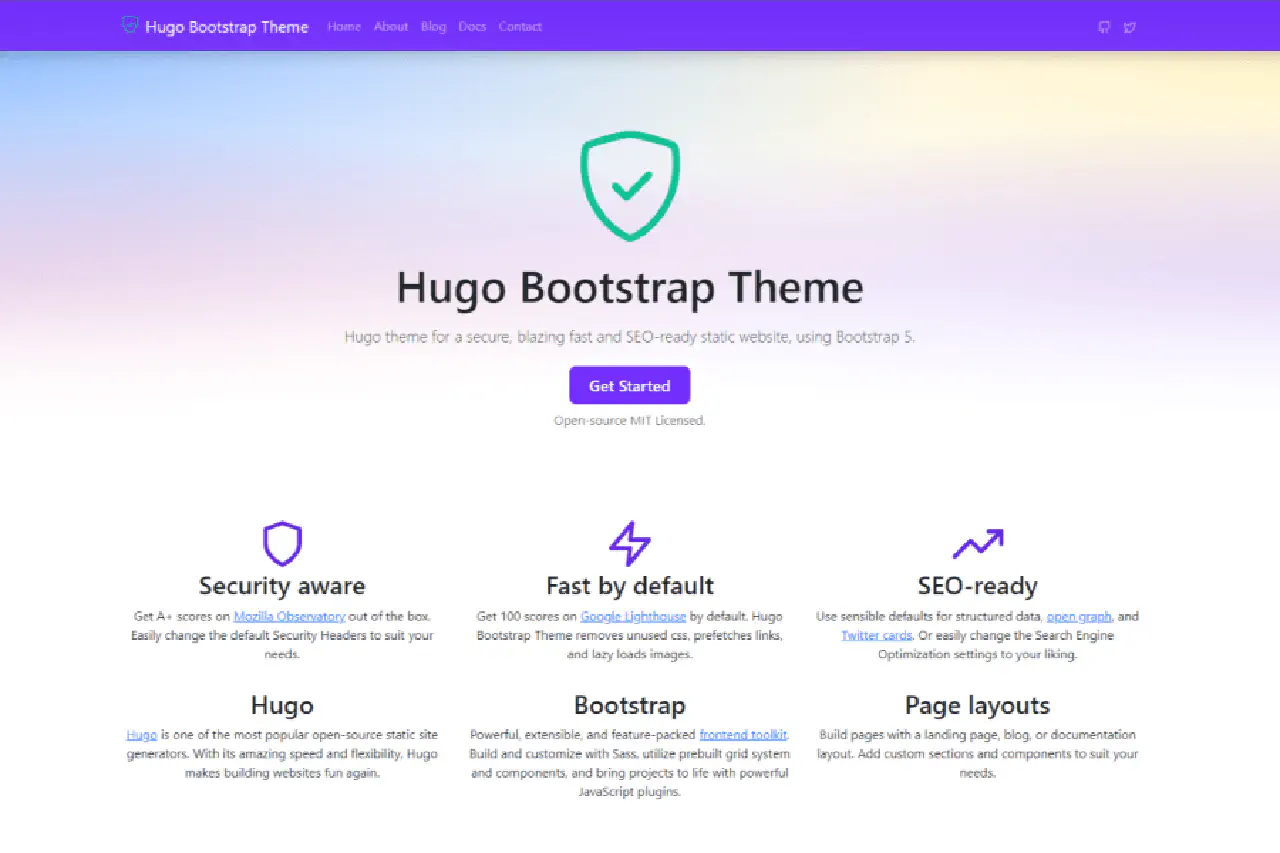 Hugo Bootstrap Theme Home About Blog Docs Contact
Hugo Bootstrap Theme
Hugo theme for a secure, blazing fast and SEO-ready static website, using Bootstrap 5.
Get Started
Open-source MIT Licensed.
Security aware
Get A+ scores on Mozilla Observatory out of the box.
Easily change the default Security Headers to suit your
needs.
Fast by default
Get 100 scores on Google Lighthouse by default. Hugo
Bootstrap Theme removes unused css, prefetches links,
and lazy loads images.
SEO-ready
Use sensible defaults for structured data, open graph, and
Twitter cards. Or easily change the Search Engine
Optimization settings to your liking.
Hugo
Hugo is one of the most popular open-source static site
generators. With its amazing speed and flexibility, Hugo
makes building websites fun again.
Bootstrap
Powerful, extensible, and feature-packed frontend toolkit.
Build and customize with Sass, utilize prebuilt grid system
and components, and bring projects to life with powerful
JavaScript plugins.
Page layouts
Build pages with a landing page, blog, or documentation
layout. Add custom sections and components to suit your
needs.